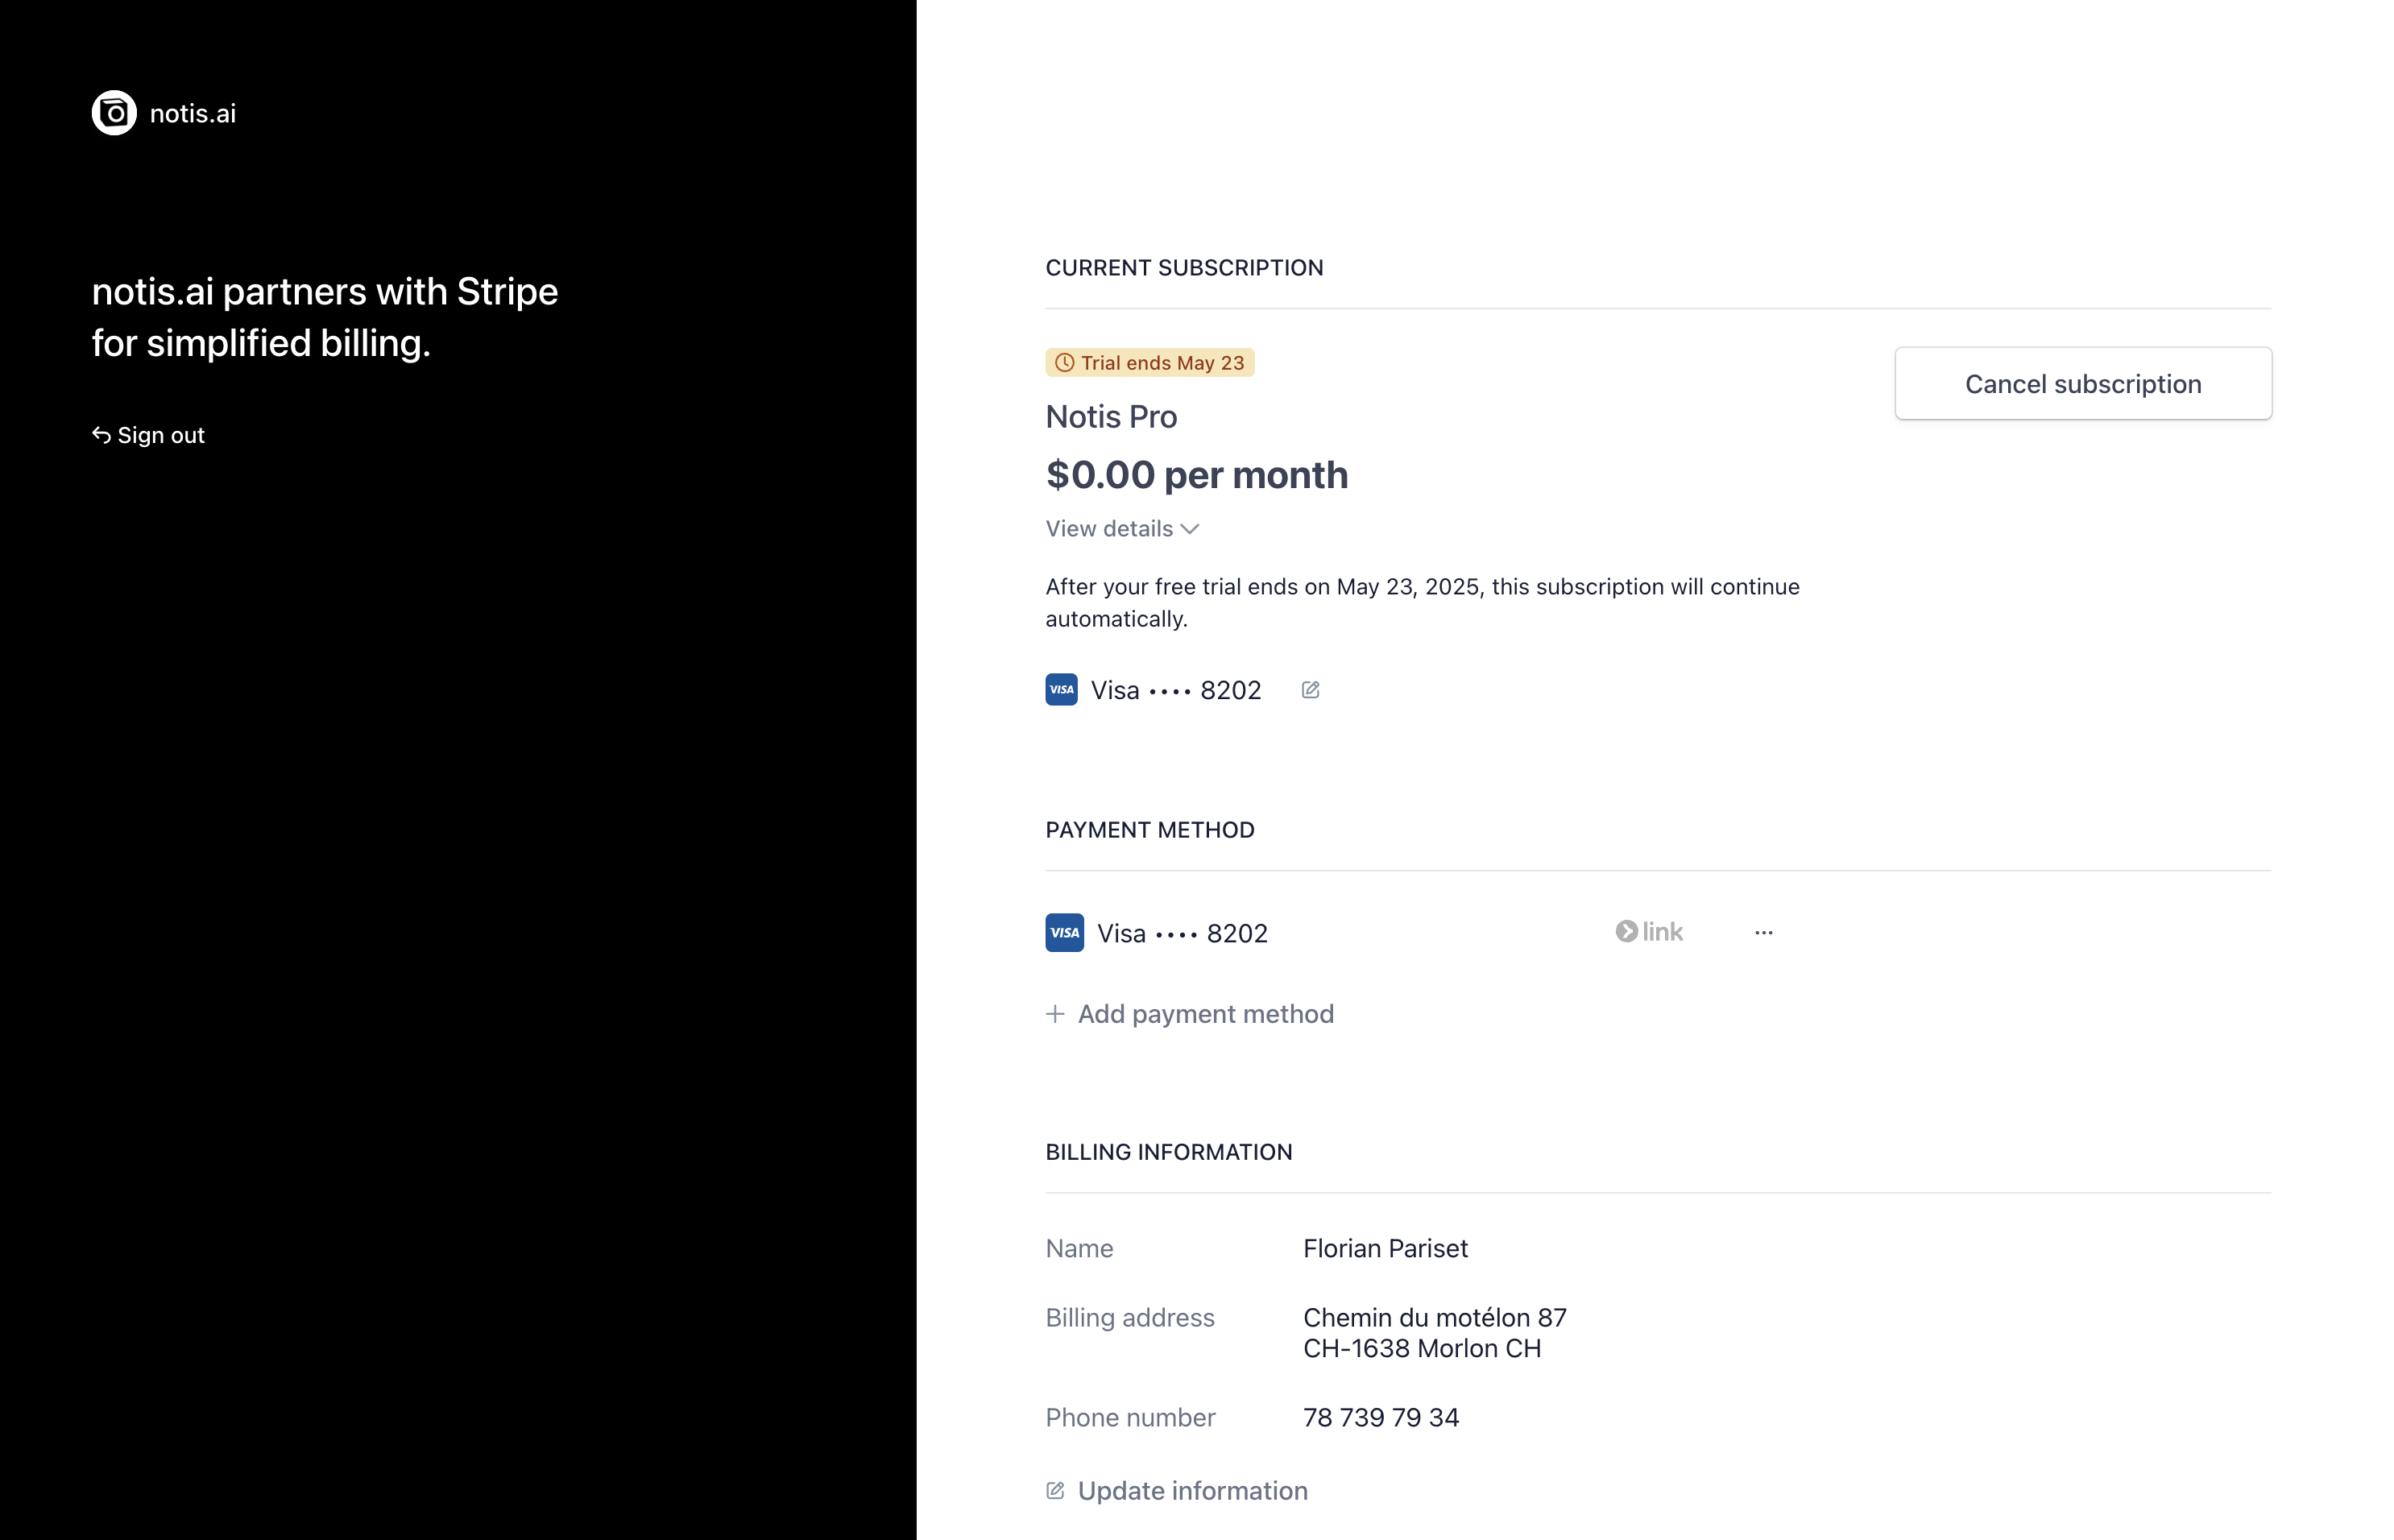 notis.ai
notis.ai partners with Stripe
for simplified billing.
Sign out
CURRENT SUBSCRIPTION
Trial ends May 23
Cancel subscription
Notis Pro
$0.00 per month
View details
After your free trial ends on May 23, 2025, this subscription will continue
automatically.
VISA Visa •••• 8202
PAYMENT METHOD
VISA Visa •••• 8202 link ···
Add payment method
BILLING INFORMATION
Name Florian Pariset
Billing address Chemin du motélon 87
CH-1638 Morlon CH
Phone number 78 739 79 34
Update information